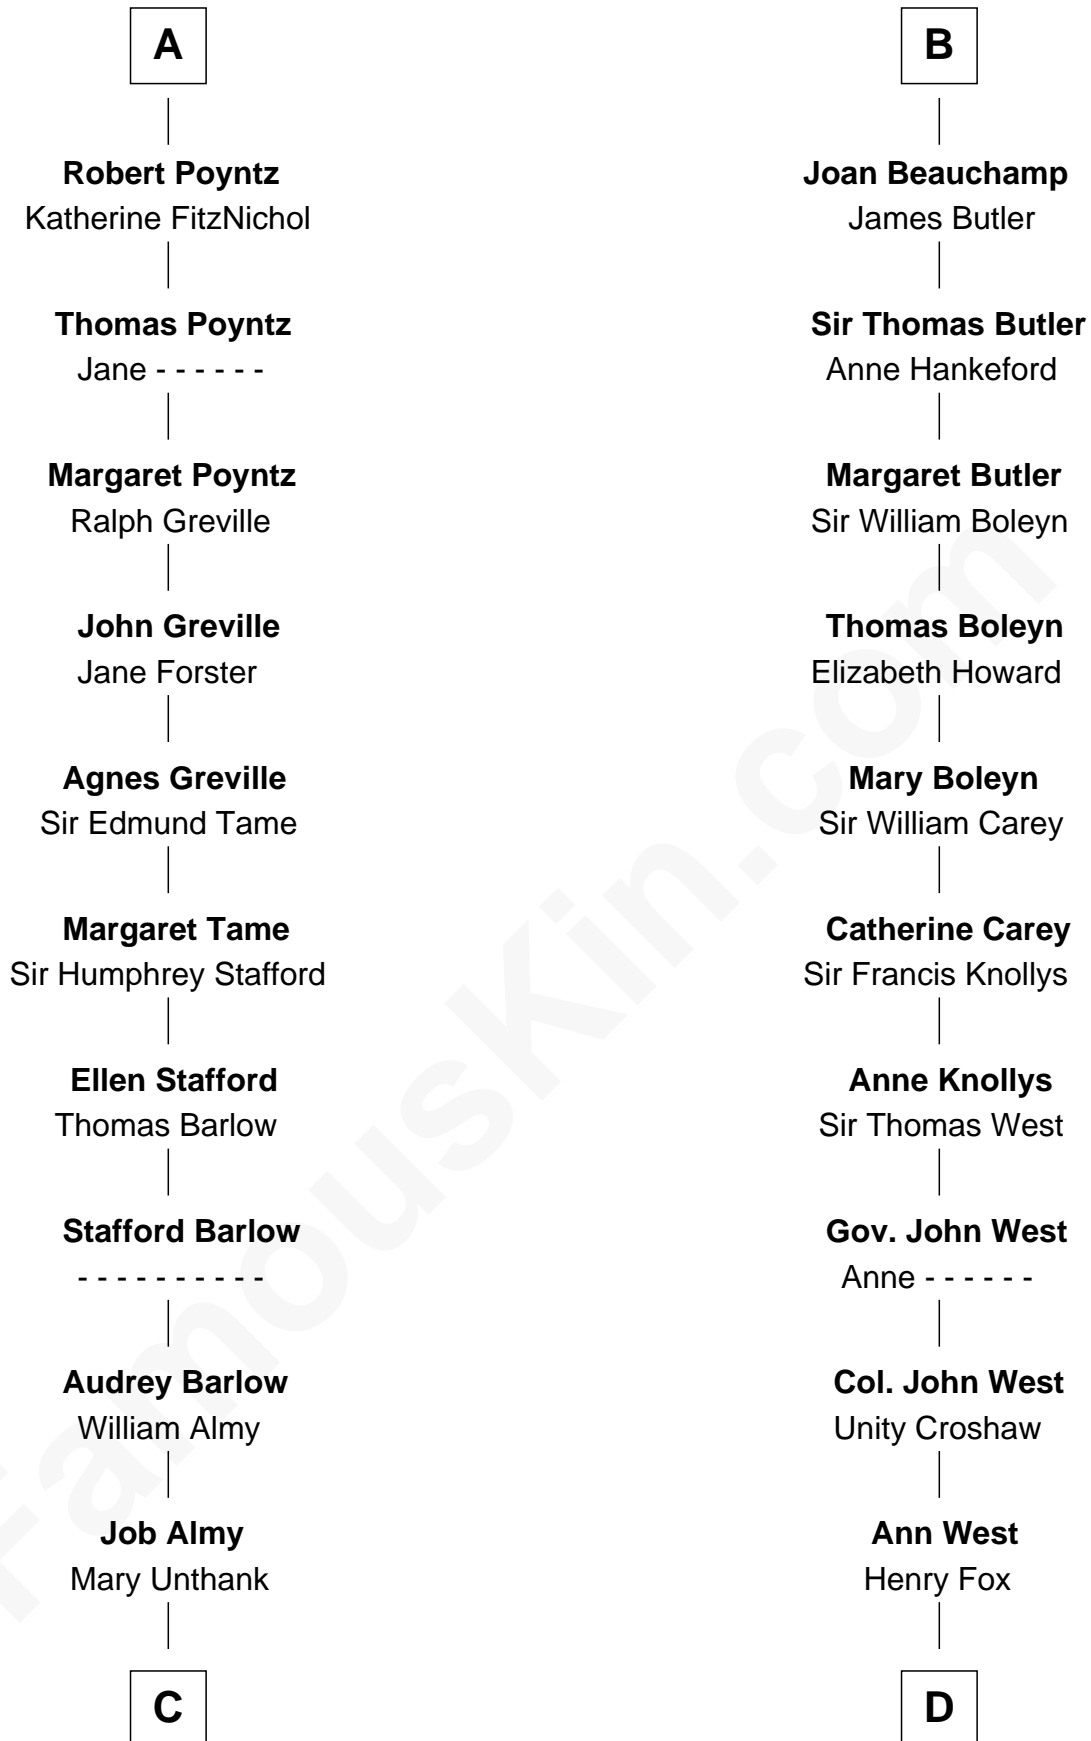 A
Robert Poyntz
Katherine FitzNichol
Thomas Poyntz
Jane - - - - - -
Margaret Poyntz
Ralph Greville
John Greville
Jane Forster
Agnes Greville
Sir Edmund Tame
Margaret Tame
Sir Humphrey Stafford
Ellen Stafford
Thomas Barlow
Stafford Barlow
- - - - - - - - - -
Audrey Barlow
William Almy
Job Almy
Mary Unthank
C
B
Joan Beauchamp
James Butler
Sir Thomas Butler
Anne Hankeford
Margaret Butler
Sir William Boleyn
Thomas Boleyn
Elizabeth Howard
Mary Boleyn
Sir William Carey
Catherine Carey
Sir Francis Knollys
Anne Knollys
Sir Thomas West
Gov. John West
Anne - - - - - -
Col. John West
Unity Croshaw
Ann West
Henry Fox
D
FamousKin.com